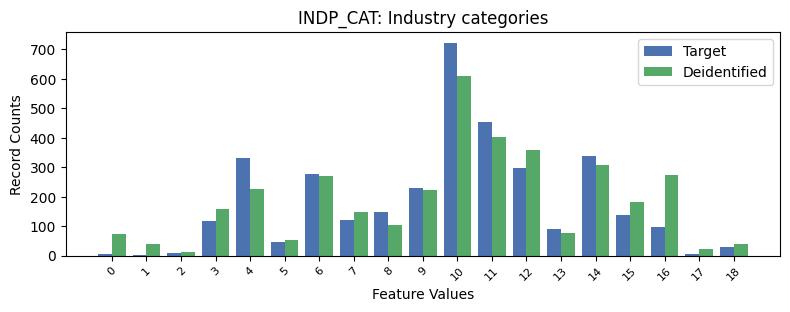 INDP_CAT: Industry categories
Target
Deidentified
Record Counts
700
600
500
400
300
200
100
0
0 1 2 3 4 5 6 7 8 9 10 11 12 13 14 15 16 17 18
Feature Values